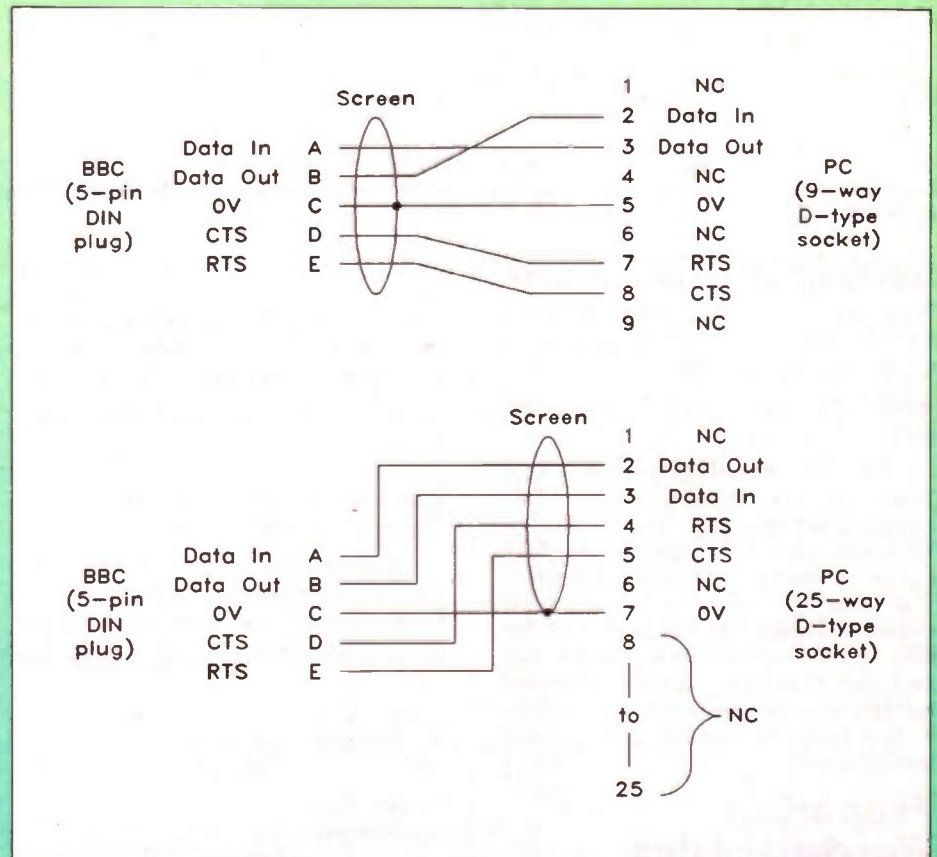 Screen
BBC
(5-pin
DIN
plug)
Data In A
Data Out B
0V C
CTS D
RTS E
1 NC
2 Data In
3 Data Out
4 NC
5 0V
6 NC
7 RTS
8 CTS
9 NC
PC
(9-way
D-type
socket)
Screen
BBC
(5-pin
DIN
plug)
Data In A
Data Out B
0V C
CTS D
RTS E
1 NC
2 Data Out
3 Data In
4 RTS
5 CTS
6 NC
7 0V
8
to
25
NC
PC
(25-way
D-type
socket)